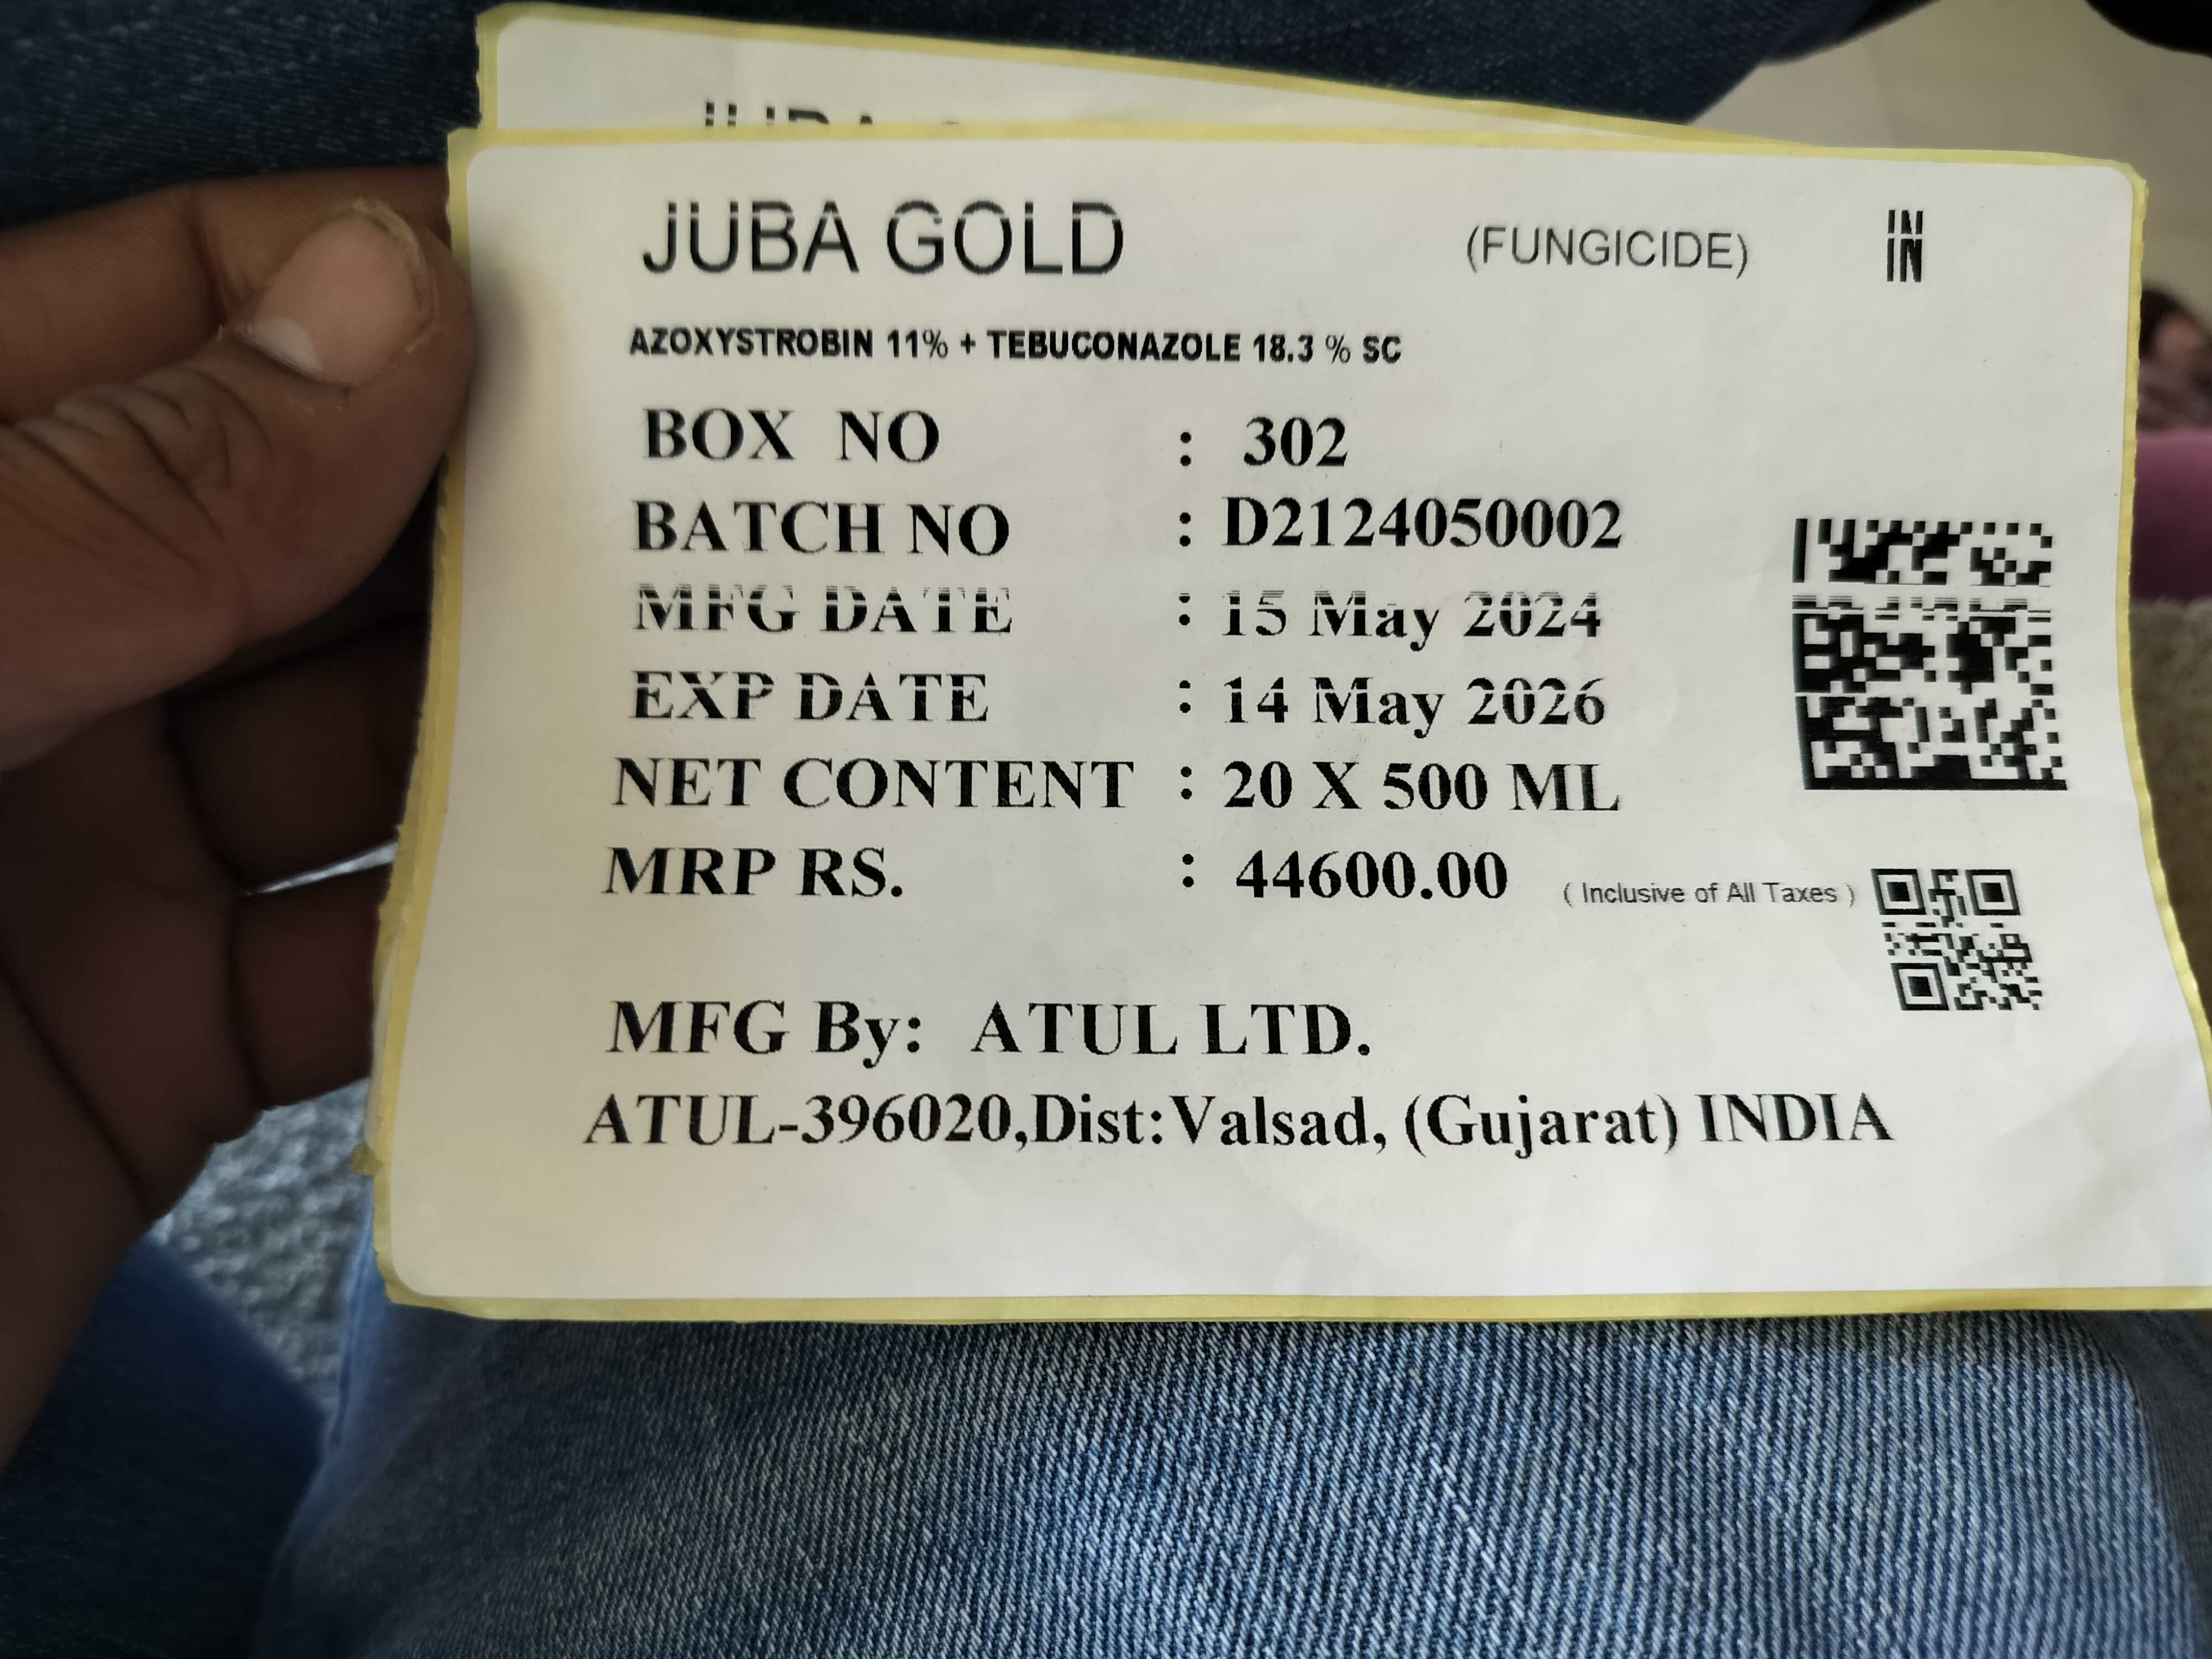 JUBA GOLD (FUNGICIDE) IN
AZOXYSTROBIN 11% + TEBUCONAZOLE 18.3 % SC
BOX NO : 302
BATCH NO : D2124050002
MFG DATE : 15 May 2024
EXP DATE : 14 May 2026
NET CONTENT : 20 X 500 ML
MRP RS. : 44600.00 ( Inclusive of All Taxes )
MFG By: ATUL LTD.
ATUL-396020,Dist:Valsad, (Gujarat) INDIA